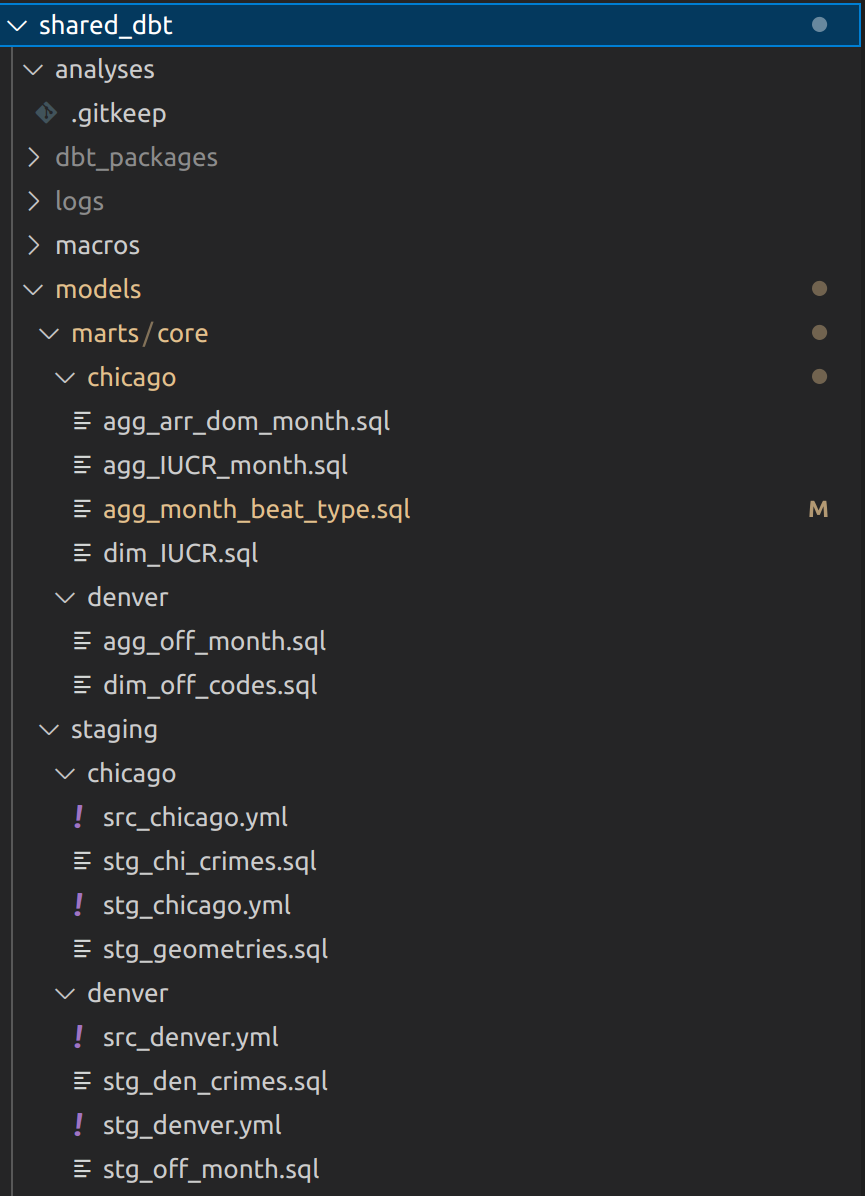 shared_dbt
analyses
.gitkeep
dbt_packages
logs
macros
models
marts/core
chicago
agg_arr_dom_month.sql
agg_IUCR_month.sql
agg_month_beat_type.sql M
dim_IUCR.sql
denver
agg_off_month.sql
dim_off_codes.sql
staging
chicago
src_chicago.yml
stg_chi_crimes.sql
stg_chicago.yml
stg_geometries.sql
denver
src_denver.yml
stg_den_crimes.sql
stg_denver.yml
stg_off_month.sql